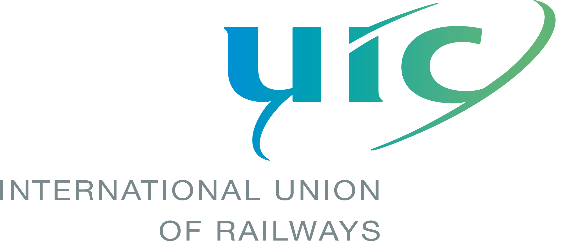 uic
INTERNATIONAL UNION
OF RAILWAYS